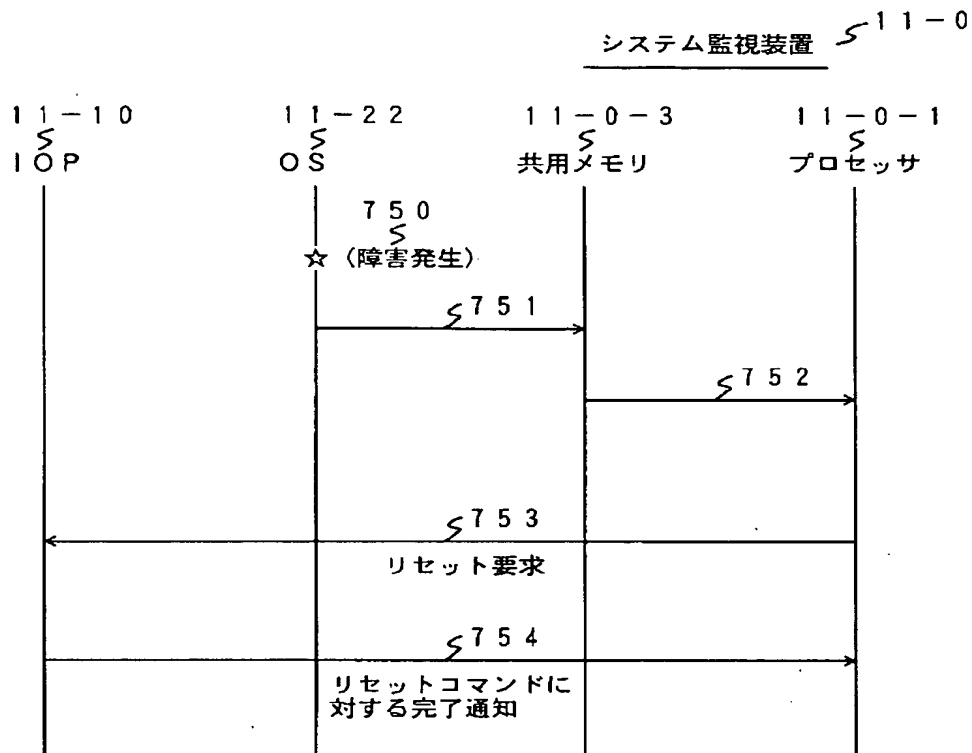 11-0
システム監視装置
11-10
11-22
11-0-3
11-0-1
IOP
OS
共用メモリ
プロセッサ
750
☆(障害発生)
751
752
753
リセット要求
754
リセットコマンドに
対する完了通知